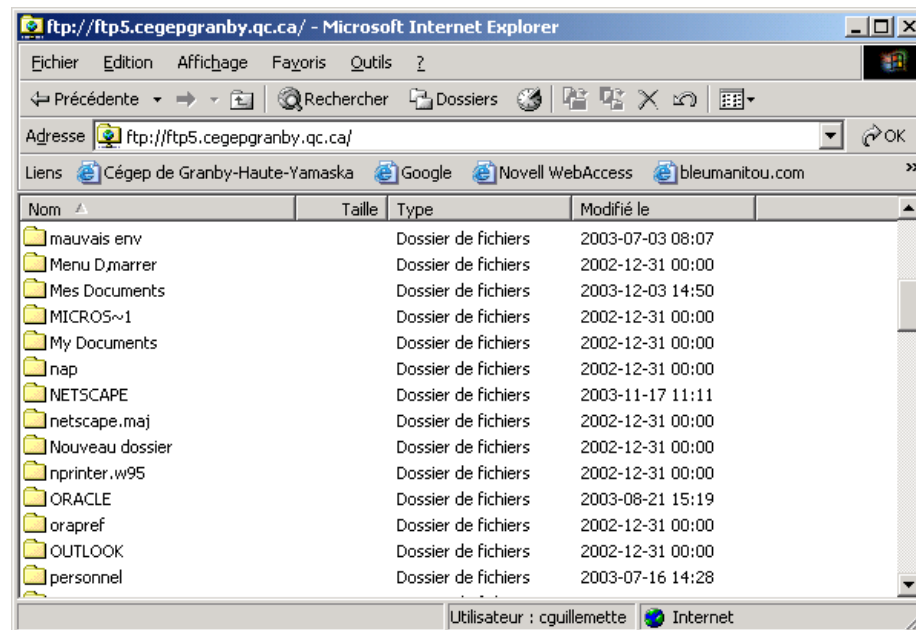 ftp://ftp5.cegepgranby.qc.ca/ - Microsoft Internet Explorer
Fichier Edition Affichage Favoris Outils ?
Précédente Rechercher Dossiers
Adresse ftp://ftp5.cegepgranby.qc.ca/ OK
Liens Cégep de Granby-Haute-Yamaska Google Novell WebAccess bleumanitou.com »
Nom Taille Type Modifié le
mauvais env Dossier de fichiers 2003-07-03 08:07
Menu D‚marrer Dossier de fichiers 2002-12-31 00:00
Mes Documents Dossier de fichiers 2003-12-03 14:50
MICROS~1 Dossier de fichiers 2002-12-31 00:00
My Documents Dossier de fichiers 2002-12-31 00:00
nap Dossier de fichiers 2002-12-31 00:00
NETSCAPE Dossier de fichiers 2003-11-17 11:11
netscape.maj Dossier de fichiers 2002-12-31 00:00
Nouveau dossier Dossier de fichiers 2002-12-31 00:00
nprinter.w95 Dossier de fichiers 2002-12-31 00:00
ORACLE Dossier de fichiers 2003-08-21 15:19
orapref Dossier de fichiers 2002-12-31 00:00
OUTLOOK Dossier de fichiers 2002-12-31 00:00
personnel Dossier de fichiers 2003-07-16 14:28
Utilisateur : cguillemette Internet